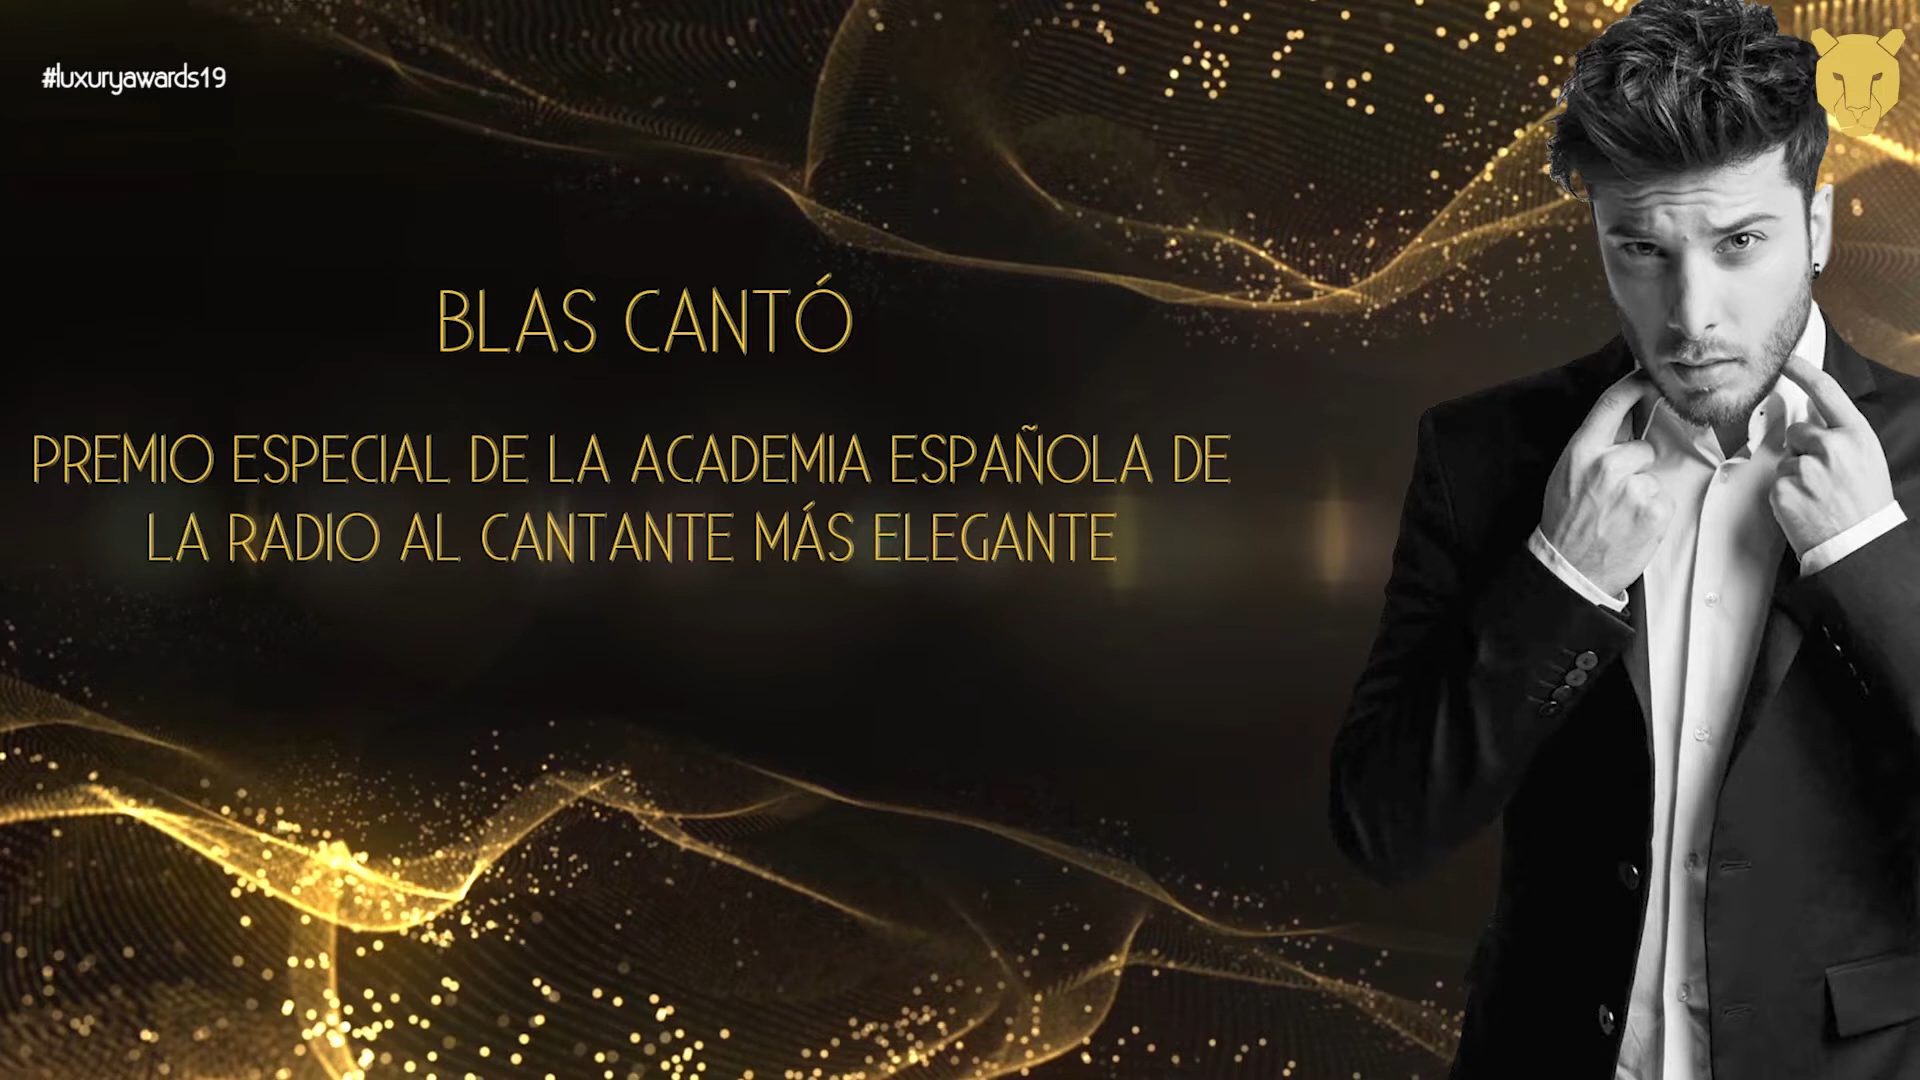 #luxuryawards19
BLAS CANTÓ
PREMIO ESPECIAL DE LA ACADEMIA ESPAÑOLA DE
LA RADIO AL CANTANTE MÁS ELEGANTE